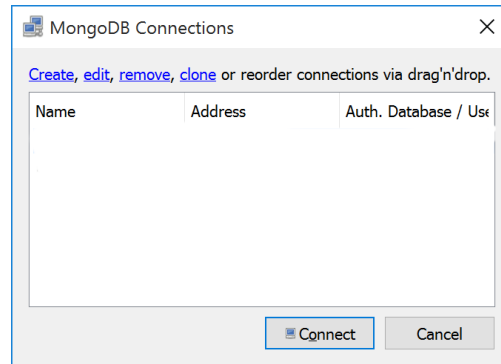 MongoDB Connections
Create, edit, remove, clone or reorder connections via drag'n'drop.
Name Address Auth. Database / Use
Connect Cancel